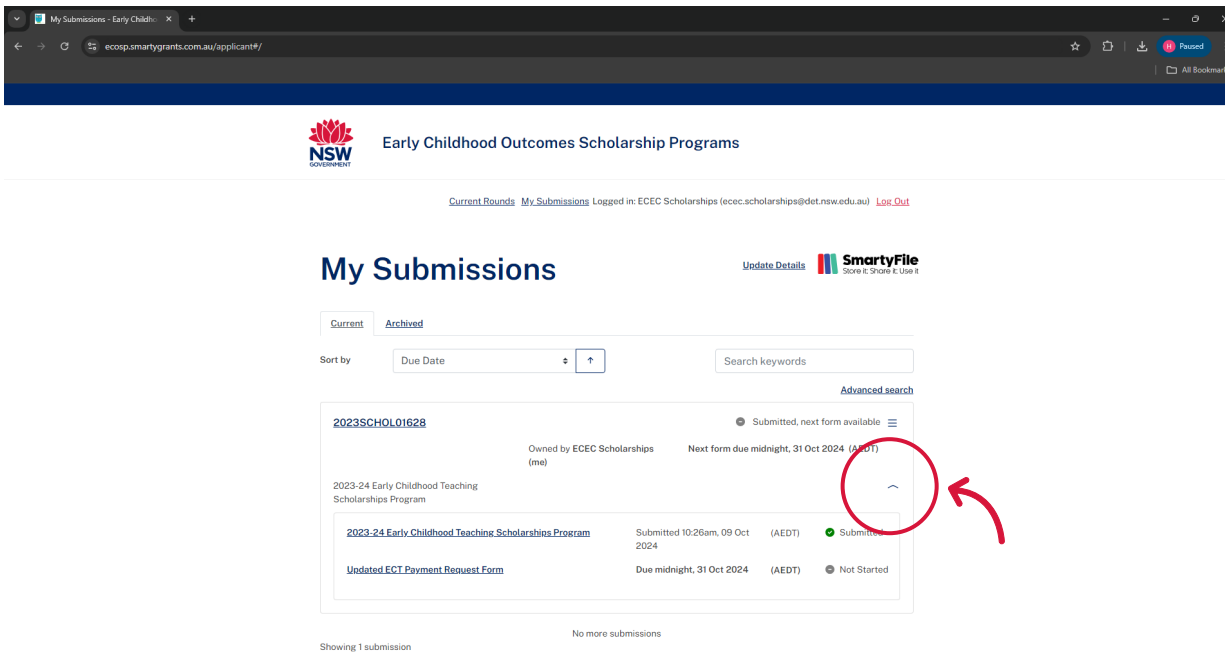 My Submissions - Early Childho
ecosp.smartygrants.com.au/applicant#/
H Paused
All Bookmar
NSW
GOVERNMENT
Early Childhood Outcomes Scholarship Programs
Current Rounds My Submissions Logged in: ECEC Scholarships (ecec.scholarships@det.nsw.edu.au) Log Out
My Submissions
Update Details
SmartyFile
Store it: Share it: Use it
Current Archived
Sort by Due Date Search keywords
Advanced search
2023SCHOL01628 Submitted, next form available
Owned by ECEC Scholarships Next form due midnight, 31 Oct 2024 (AEDT)
(me)
2023-24 Early Childhood Teaching
Scholarships Program
2023-24 Early Childhood Teaching Scholarships Program Submitted 10:26am, 09 Oct (AEDT) Submitted
2024
Updated ECT Payment Request Form Due midnight, 31 Oct 2024 (AEDT) Not Started
No more submissions
Showing 1 submission